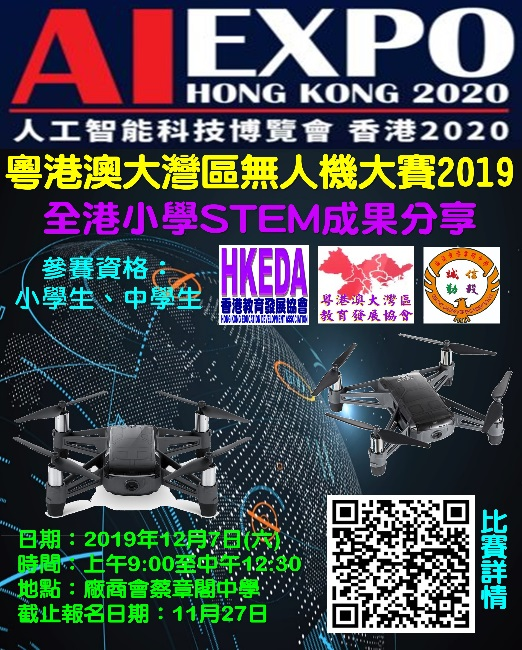 AI EXPO
HONG KONG 2020
人工智能科技博覽會 香港2020
粵港澳大灣區無人機大賽2019
全港小學STEM成果分享
參賽資格：
小學生、中學生
HKEDA
香港教育發展協會
HONG KONG EDUCATION DEVELOPMENT ASSOCIATION
粵港澳大灣區
教育發展協會
誠信
勤毅
日期：2019年12月7日(六)
時間：上午9:00至中午12:30
地點：廠商會蔡章閣中學
截止報名日期：11月27日
比賽詳情